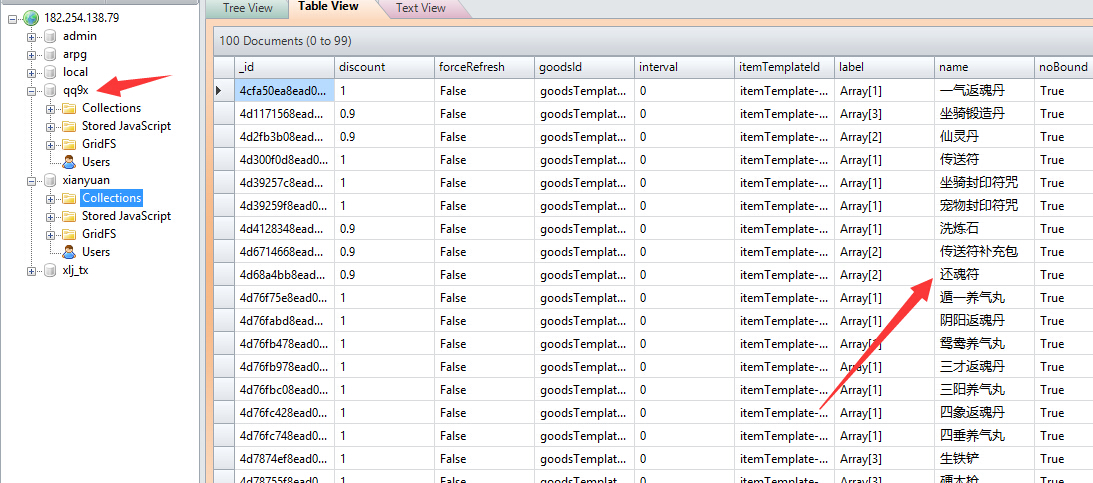 182.254.138.79
admin
arpg
local
qq9x
Collections
Stored JavaScript
GridFS
Users
xianyuan
Collections
Stored JavaScript
GridFS
Users
xlj_tx
Tree View Table View Text View
100 Documents (0 to 99)
_id discount forceRefresh goodsId interval itemTemplateId label name noBound
4cfa50ea8ead0... 1 False goodsTemplat... 0 itemTemplate-... Array[1] 一气返魂丹 True
4d1171568ead... 0.9 False goodsTemplat... 0 itemTemplate-... Array[3] 坐骑锻造丹 True
4d2fb3b08ead... 0.9 False goodsTemplat... 0 itemTemplate-... Array[2] 仙灵丹 True
4d300f0d8ead0... 1 False goodsTemplat... 0 itemTemplate-... Array[1] 传送符 True
4d39257c8ead... 1 False goodsTemplat... 0 itemTemplate-... Array[1] 坐骑封印符咒 True
4d39259f8ead0... 1 False goodsTemplat... 0 itemTemplate-... Array[1] 宠物封印符咒 True
4d4128348ead... 0.9 False goodsTemplat... 0 itemTemplate-... Array[1] 洗炼石 True
4d6714668ead... 0.9 False goodsTemplat... 0 itemTemplate-... Array[2] 传送符补充包 True
4d68a4bb8ead... 0.9 False goodsTemplat... 0 itemTemplate-... Array[2] 还魂符 True
4d76f75e8ead0... 1 False goodsTemplat... 0 itemTemplate-... Array[1] 遁一养气丸 True
4d76fabd8ead0... 1 False goodsTemplat... 0 itemTemplate-... Array[1] 阴阳返魂丹 True
4d76fb478ead0... 1 False goodsTemplat... 0 itemTemplate-... 鸳鸯养气丸 True
4d76fb978ead0... 1 False goodsTemplat... 0 itemTemplate-... Array[1] 三才返魂丹 True
4d76fbc08ead0... 1 False goodsTemplat... 0 itemTemplate-... Array[1] 三阳养气丸 True
4d76fc428ead0... 1 False goodsTemplat... 0 itemTemplate-... Array[1] 四象返魂丹 True
4d76fc748ead0... 1 False goodsTemplat... 0 itemTemplate-... Array[1] 四垂养气丸 True
4d7874ef8ead0... 1 False goodsTemplat... 0 itemTemplate-... Array[3] 生铁铲 True
4d78755f8ead0... 1 False goodsTemplat... 0 itemTemplate-... Array[3] 硬木枪 True